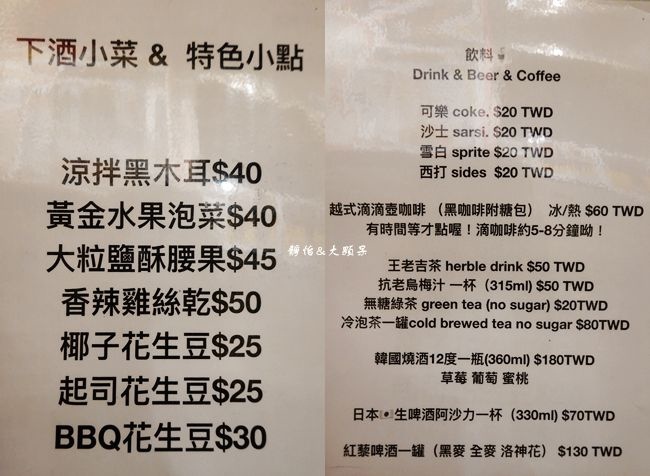 下酒小菜 & 特色小點
涼拌黑木耳$40
黃金水果泡菜$40
大粒鹽酥腰果$45
香辣雞絲乾$50
椰子花生豆$25
起司花生豆$25
BBQ花生豆$30
靜怡&大顆呆
飲料
Drink & Beer & Coffee
可樂 coke. $20 TWD
沙士 sarsi. $20 TWD
雪白 sprite $20 TWD
西打 sides $20 TWD
越式滴滴壺咖啡 （黑咖啡附糖包） 冰/熱 $60 TWD
有時間等才點喔！滴咖啡約5-8分鐘呦！
王老吉茶 herble drink $50 TWD
抗老烏梅汁 一杯（315ml) $50 TWD
無糖綠茶 green tea (no sugar) $20TWD
冷泡茶一罐cold brewed tea no sugar $80TWD
韓國燒酒12度一瓶(360ml) $180TWD
草莓 葡萄 蜜桃
日本🇯🇵生啤酒阿沙力一杯（330ml) $70TWD
紅藜啤酒一罐（黑麥 全麥 洛神花） $130 TWD